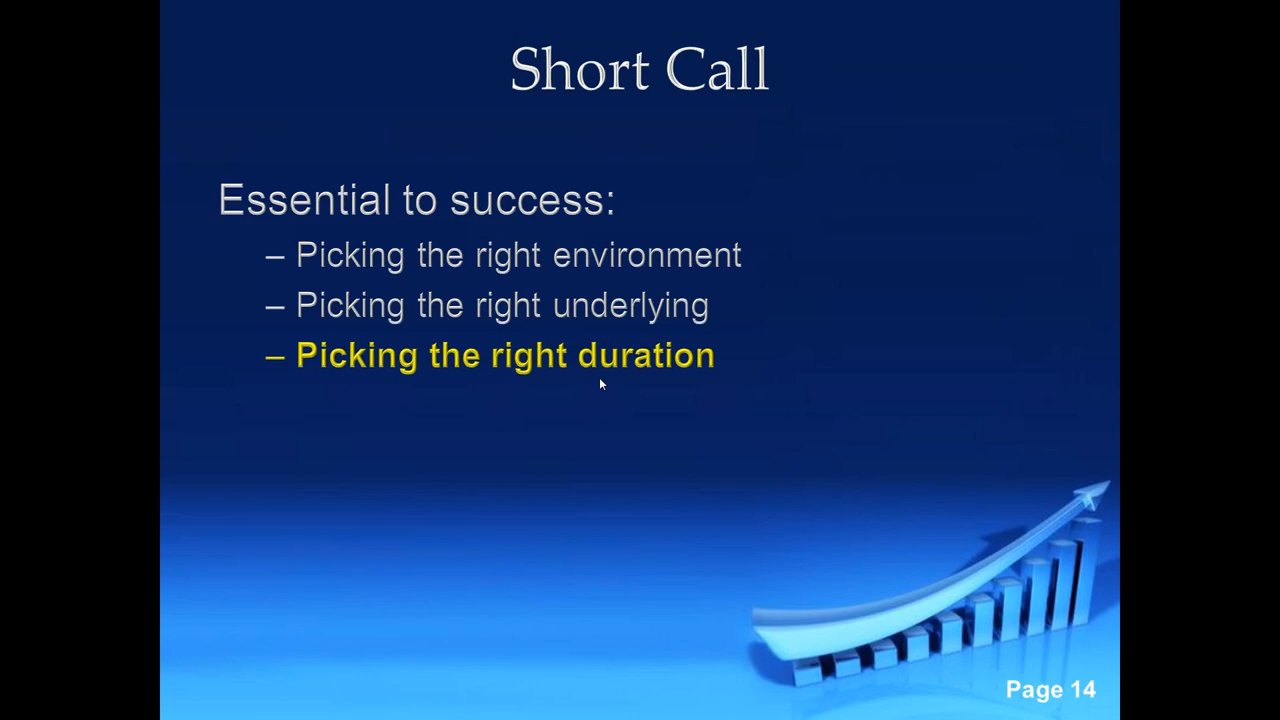 Short Call
Essential to success:
– Picking the right environment
– Picking the right underlying
– Picking the right duration
Page 14